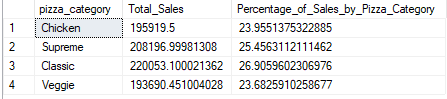 pizza_category Total_Sales Percentage_of_Sales_by_Pizza_Category
1 Chicken 195919.5 23.9551375322885
2 Supreme 208196.99981308 25.4563112111462
3 Classic 220053.100021362 26.9059602306976
4 Veggie 193690.451004028 23.6825910258677